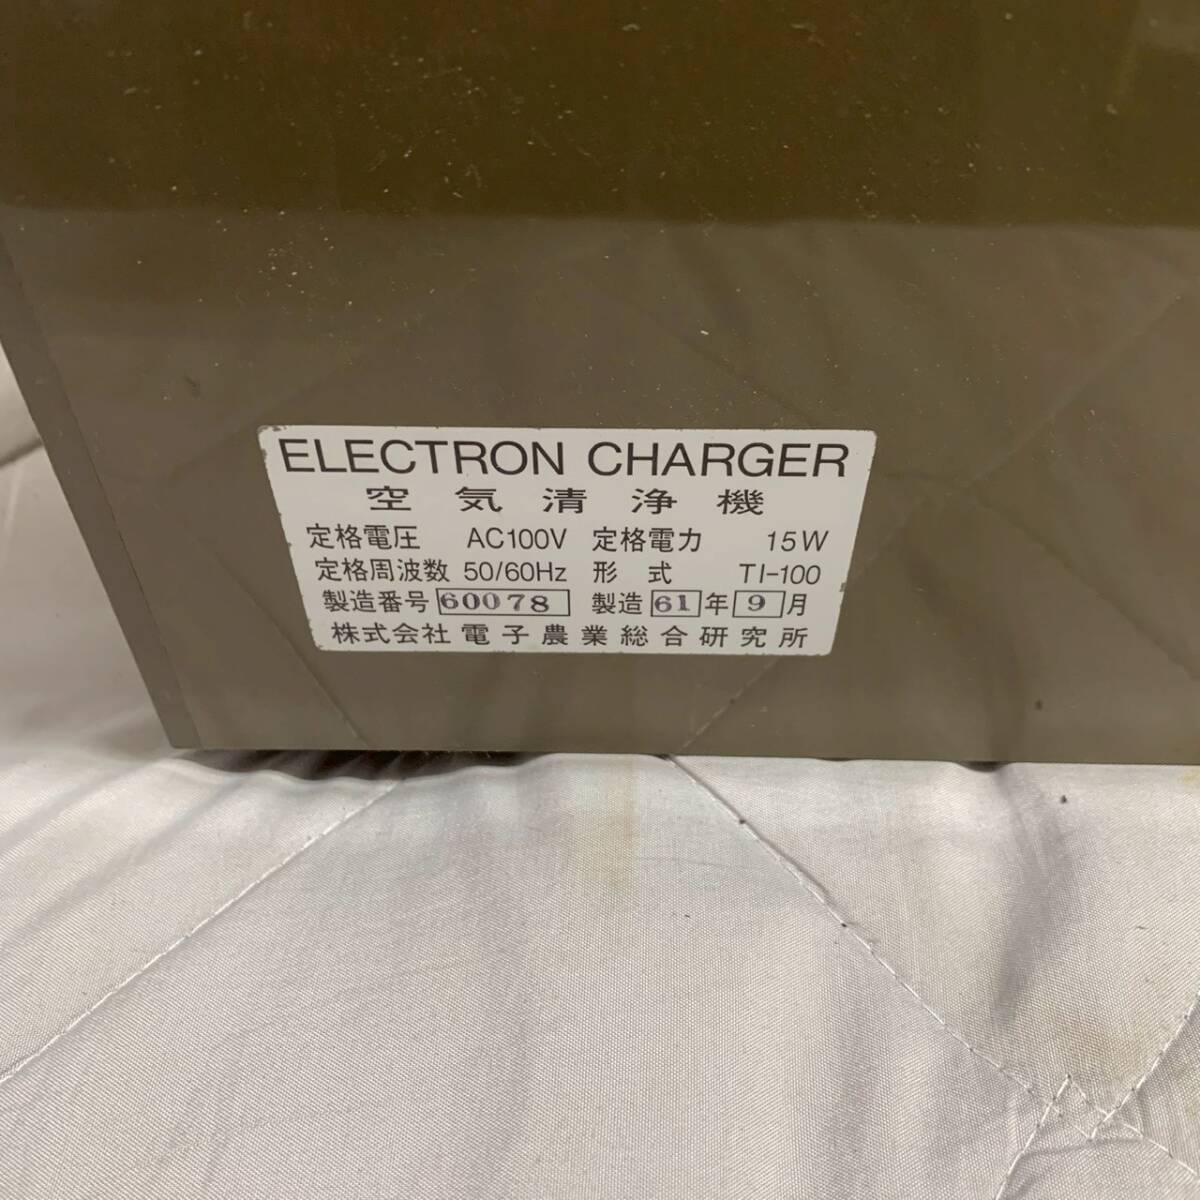 ELECTRON CHARGER
空気清浄機
定格電圧 AC100V 定格電力 15W
定格周波数 50/60Hz 形式 TI-100
製造番号 60078 製造 61 年 9 月
株式会社 電子農業総合研究所